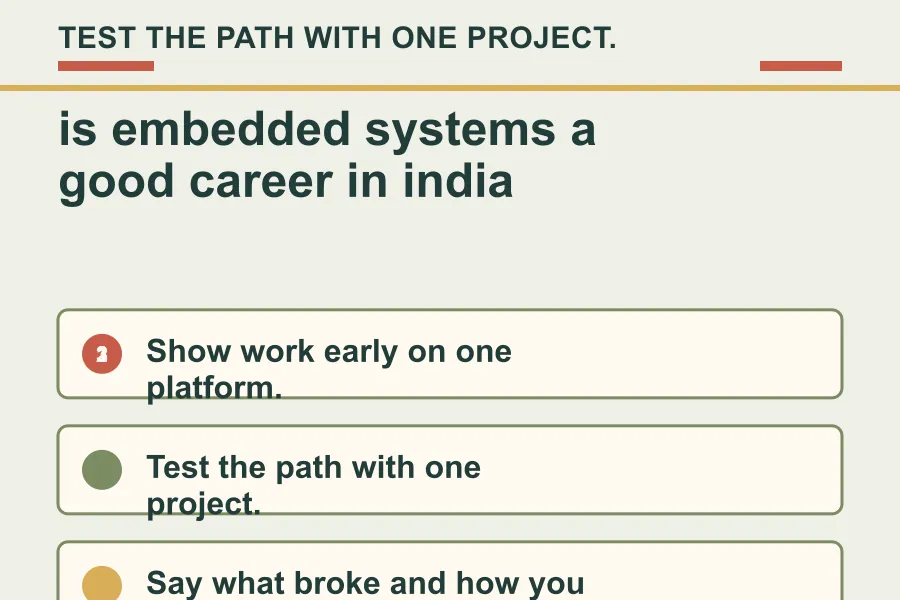 TEST THE PATH WITH ONE PROJECT.
is embedded systems a
good career in india
Show work early on one
platform.
Test the path with one
project.
Say what broke and how you